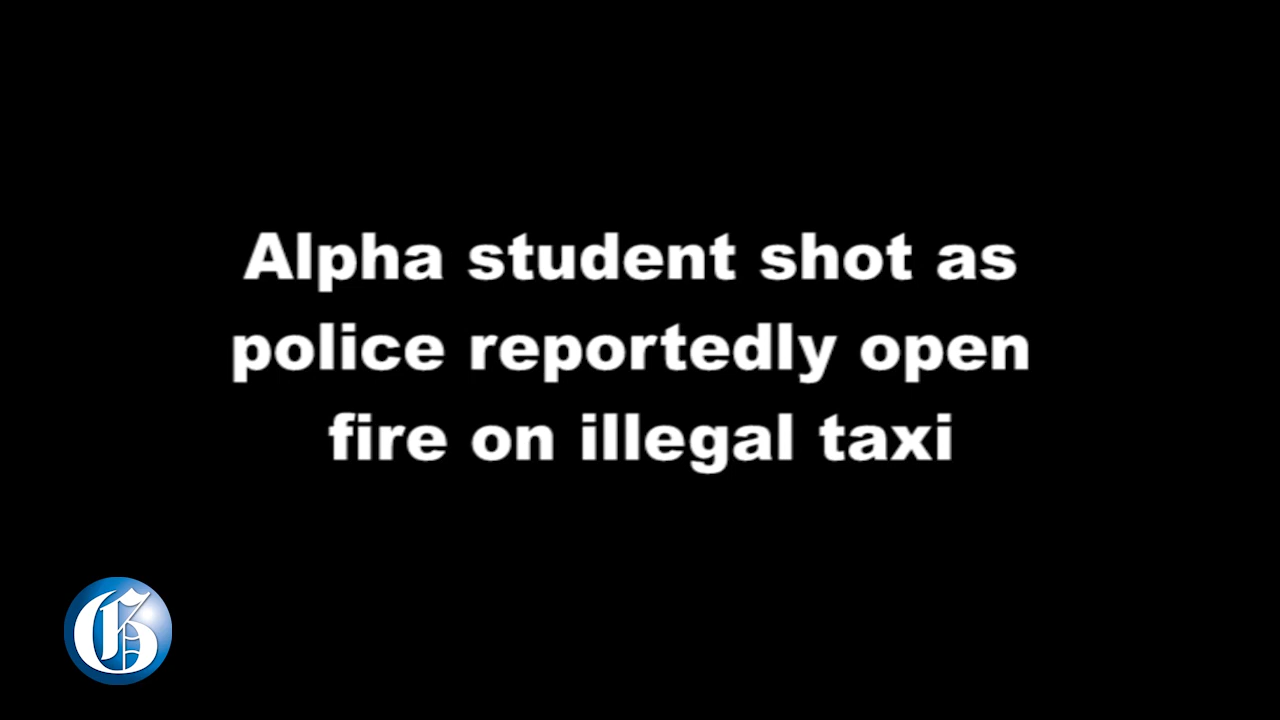 Alpha student shot as
police reportedly open
fire on illegal taxi
G